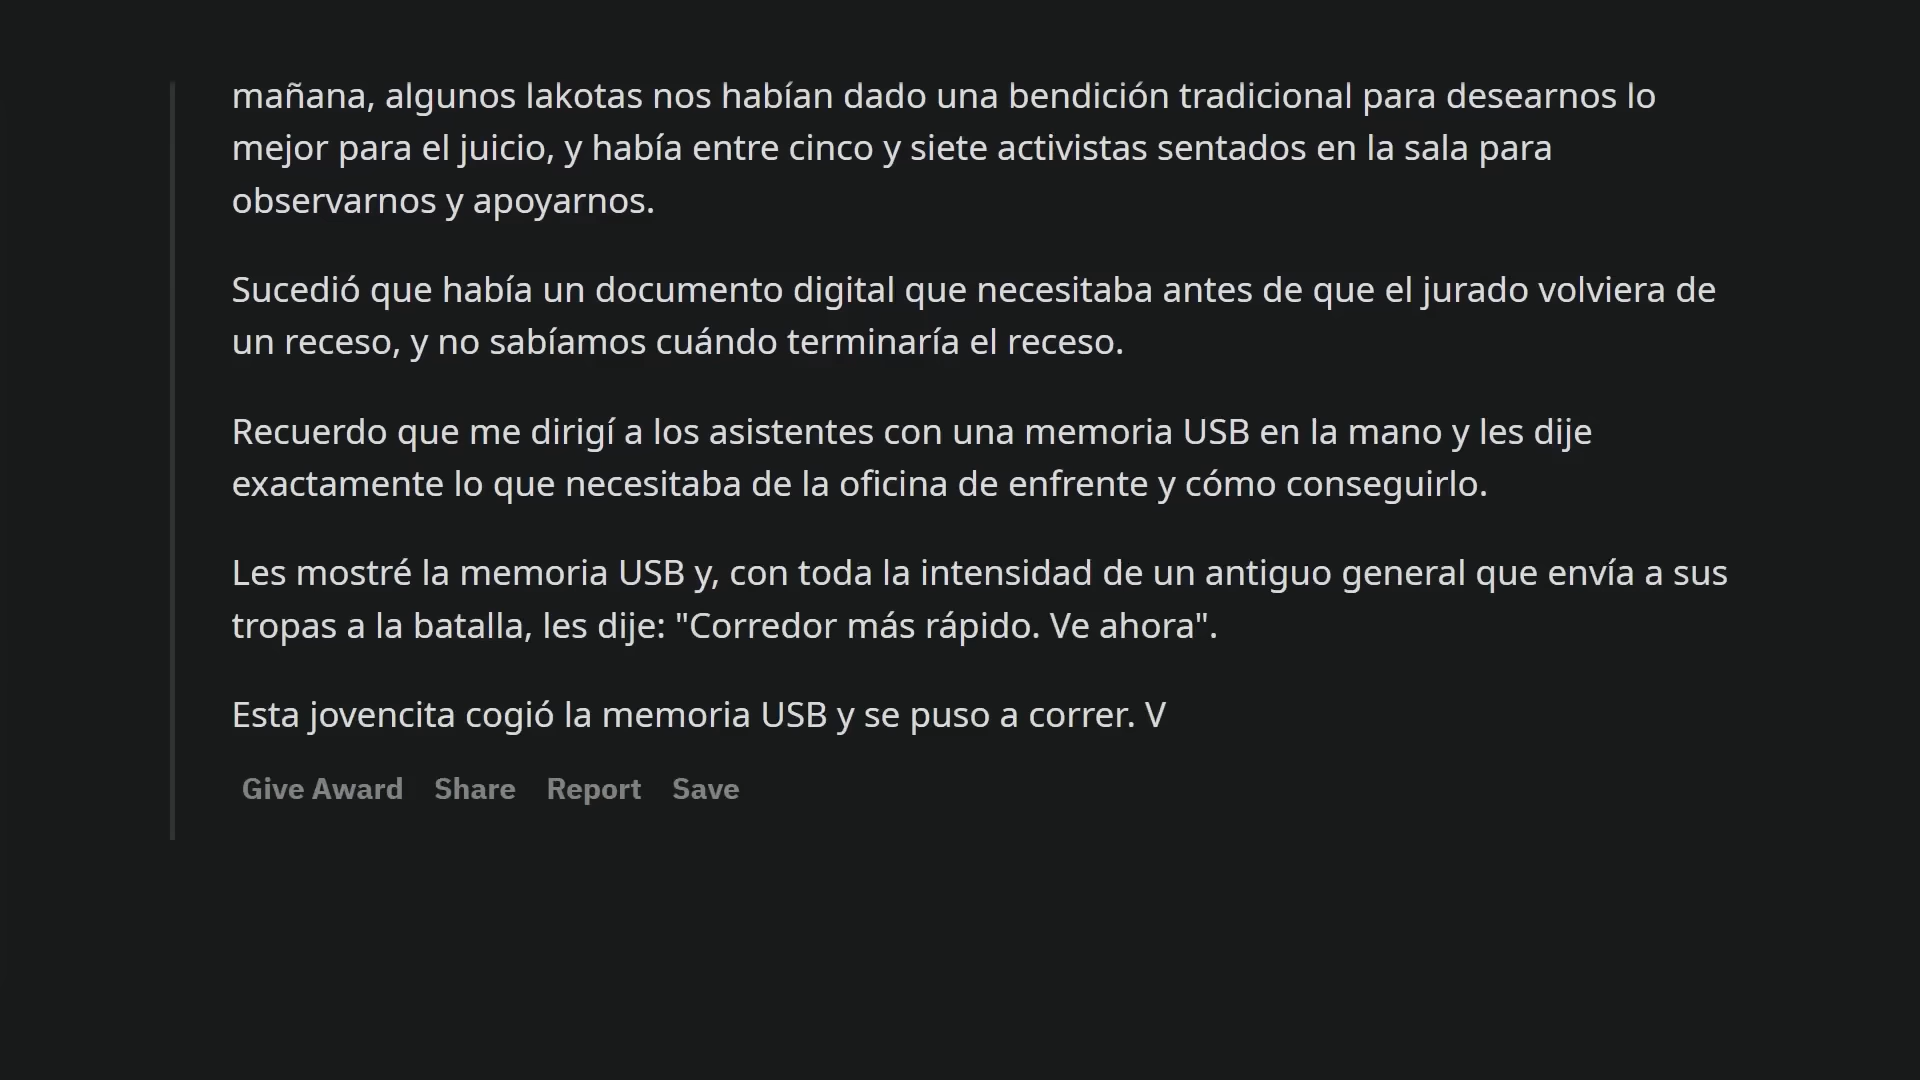 mañana, algunos lakotas nos habían dado una bendición tradicional para desearnos lo
mejor para el juicio, y había entre cinco y siete activistas sentados en la sala para
observarnos y apoyarnos.
Sucedió que había un documento digital que necesitaba antes de que el jurado volviera de
un receso, y no sabíamos cuándo terminaría el receso.
Recuerdo que me dirigí a los asistentes con una memoria USB en la mano y les dije
exactamente lo que necesitaba de la oficina de enfrente y cómo conseguirlo.
Les mostré la memoria USB y, con toda la intensidad de un antiguo general que envía a sus
tropas a la batalla, les dije: "Corredor más rápido. Ve ahora".
Esta jovencita cogió la memoria USB y se puso a correr. V
Give Award Share Report Save